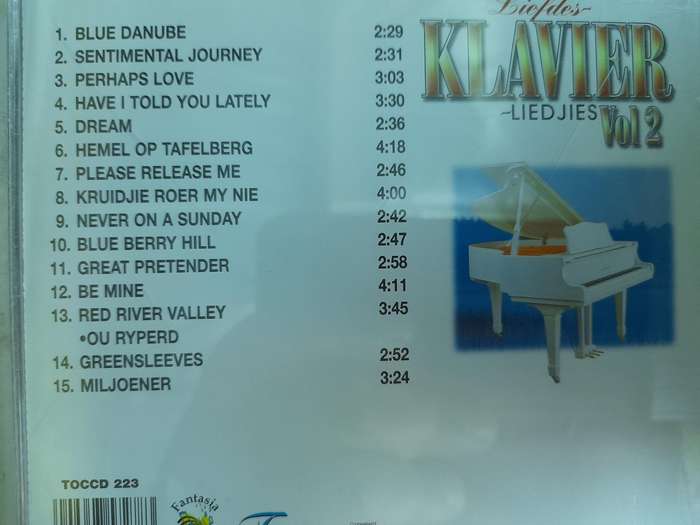 Liefdes-
KLAVIER
~LIEDJIES
Vol 2
1. BLUE DANUBE 2:29
2. SENTIMENTAL JOURNEY 2:31
3. PERHAPS LOVE 3:03
4. HAVE I TOLD YOU LATELY 3:30
5. DREAM 2:36
6. HEMEL OP TAFELBERG 4:18
7. PLEASE RELEASE ME 2:46
8. KRUIDJIE ROER MY NIE 4:00
9. NEVER ON A SUNDAY 2:42
10. BLUE BERRY HILL 2:47
11. GREAT PRETENDER 2:58
12. BE MINE 4:11
13. RED RIVER VALLEY 3:45
•OU RYPERD
14. GREENSLEEVES 2:52
15. MILJOENER 3:24
TOCCD 223
Fantasia